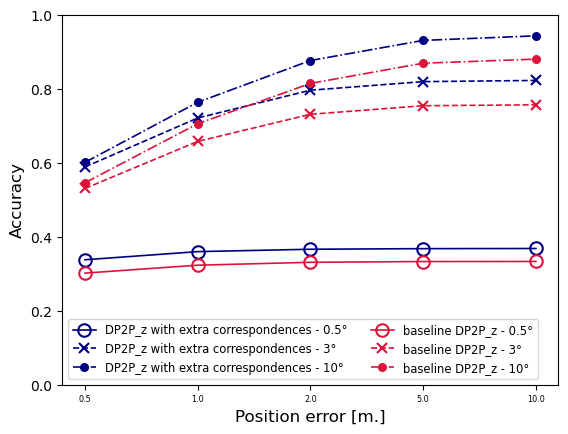 1.0
0.8
0.6
0.4
0.2
0.0
Accuracy
DP2P_z with extra correspondences - 0.5°
DP2P_z with extra correspondences - 3°
DP2P_z with extra correspondences - 10°
baseline DP2P_z - 0.5°
baseline DP2P_z - 3°
baseline DP2P_z - 10°
0.5 1.0 2.0 5.0 10.0
Position error [m.]